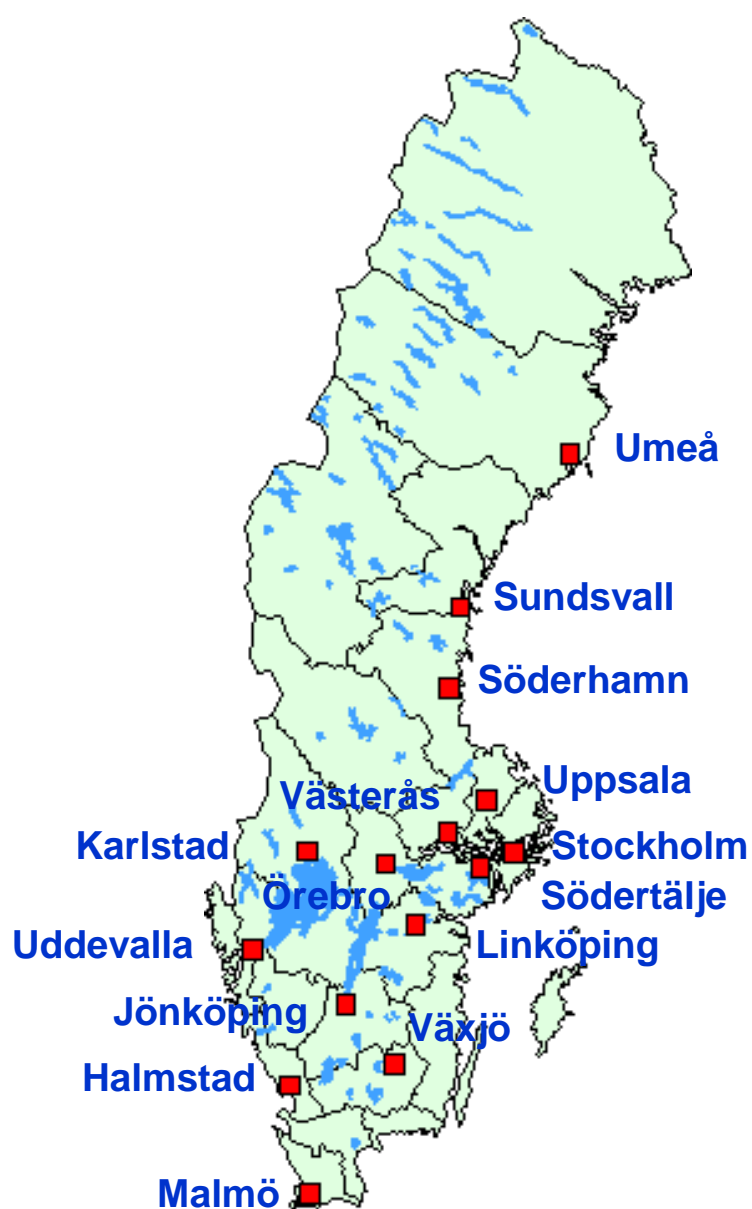 Umeå
Sundsvall
Söderhamn
Uppsala
Västerås
Karlstad
Stockholm
Örebro
Södertälje
Uddevalla
Linköping
Jönköping
Växjö
Halmstad
Malmö